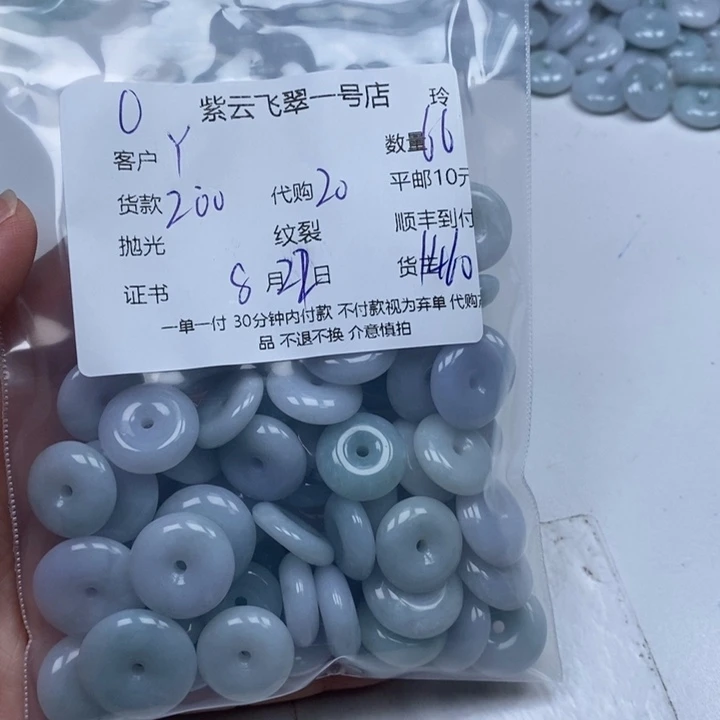 O 紫云飞翠一号店 玲
客户 Y 数量 66
货款 200 代购 20 平邮10元
抛光 纹裂 顺丰到付
证书 8月22日 货
一单一付 30分钟内付款 不付款视为弃单 代购
品 不退不换 介意慎拍